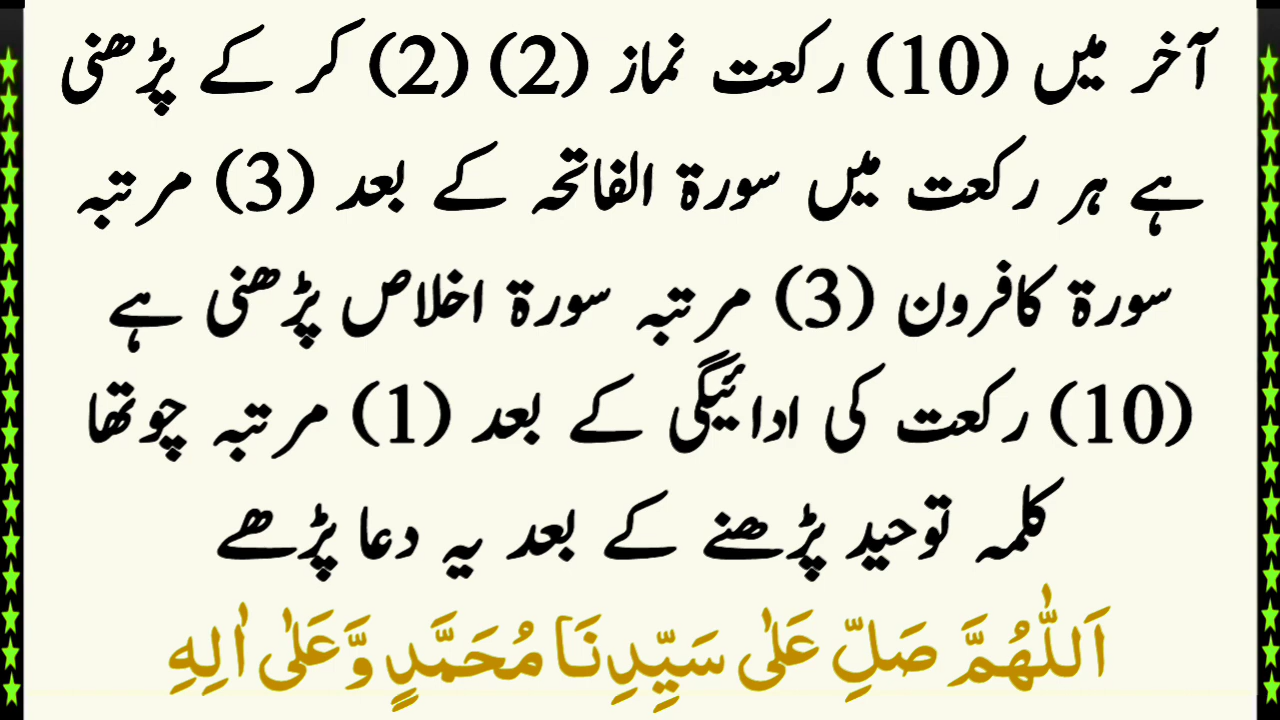 آخر میں (10) رکعت نماز (2) (2) کر کے پڑھنی
ہے ہر رکعت میں سورۃ الفاتحہ کے بعد (3) مرتبہ
سورۃ کافرون (3) مرتبہ سورۃ اخلاص پڑھنی ہے
(10) رکعت کی ادائیگی کے بعد (1) مرتبہ چوتھا
کلمہ توحید پڑھنے کے بعد یہ دعا پڑھے
اَللّٰهُمَّ صَلِّ عَلٰی سَیِّدِنَا مُحَمَّدٍ وَّعَلٰی اٰلِهِ